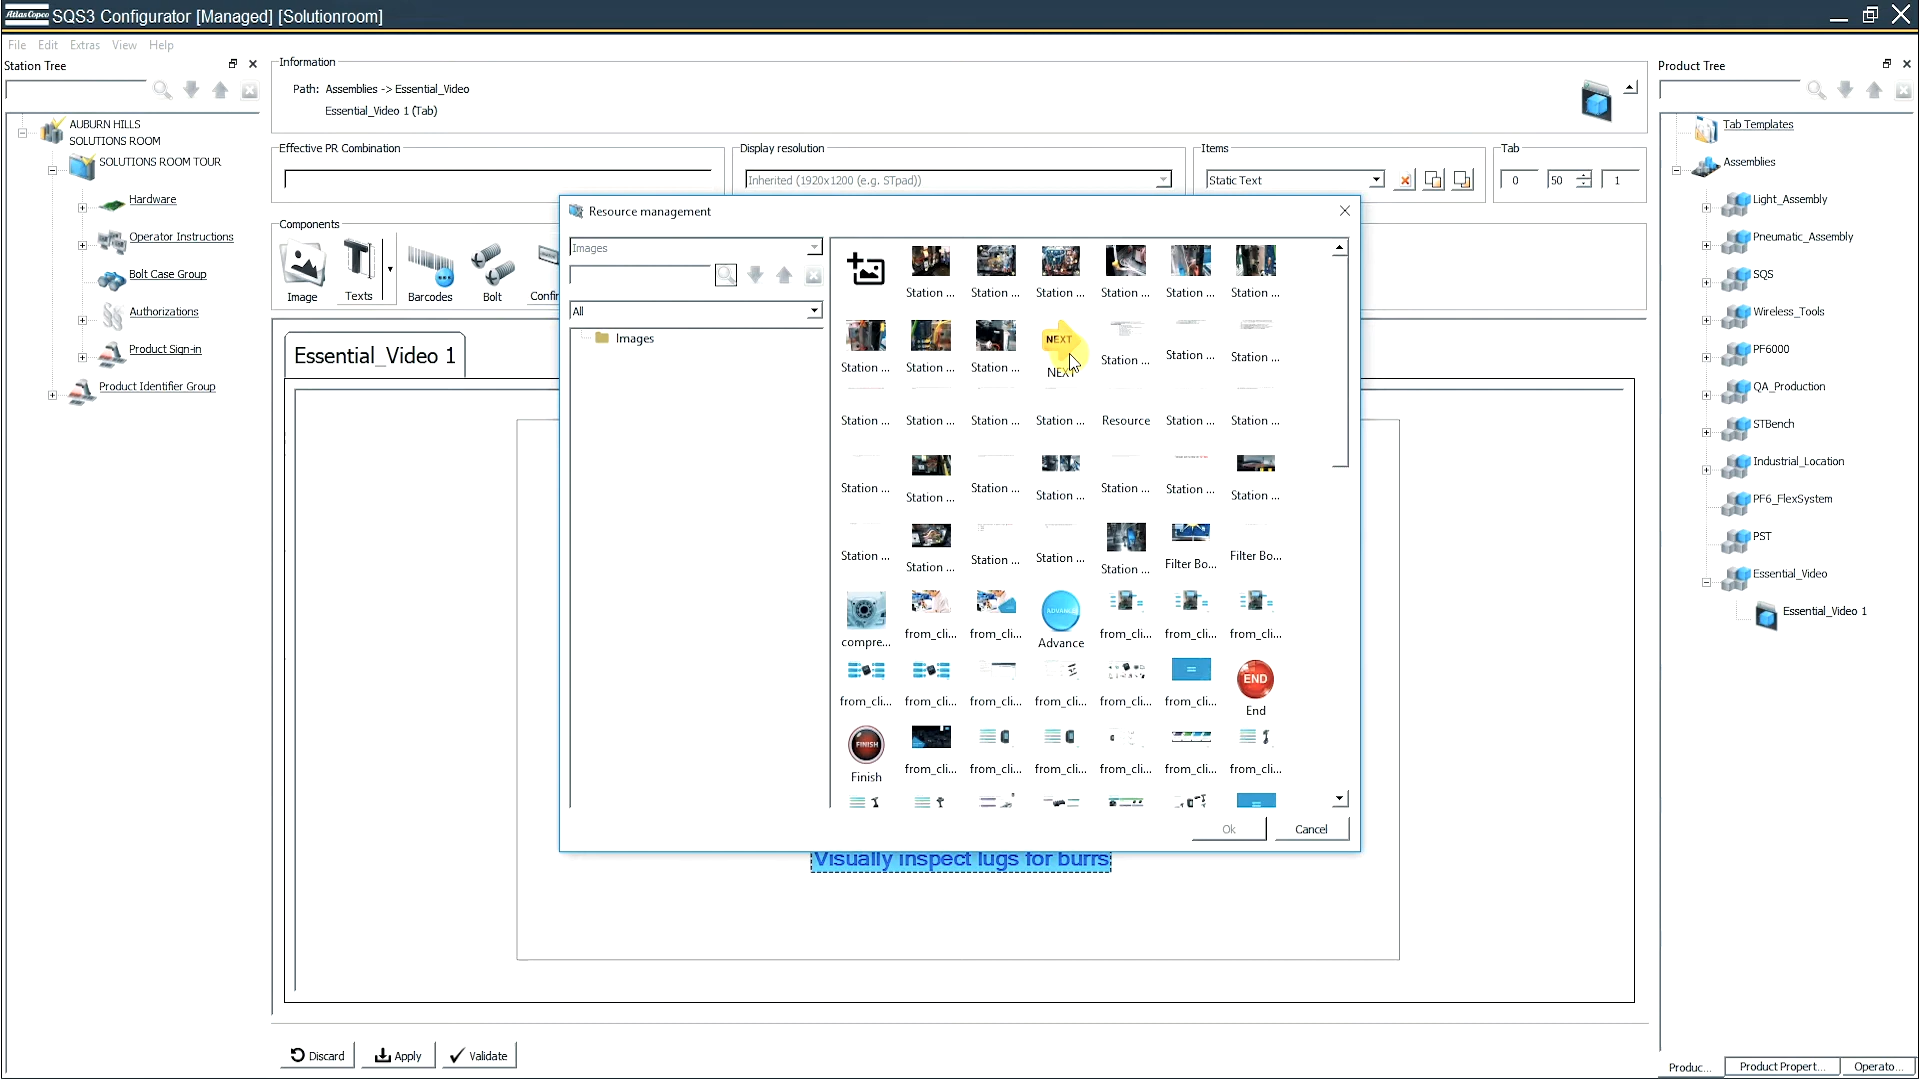 Atlas Copco SQS3 Configurator [Managed] [Solutionroom]
File Edit Extras View Help
Station Tree
AUBURN HILLS
SOLUTIONS ROOM
SOLUTIONS ROOM TOUR
Hardware
Operator Instructions
Bolt Case Group
Authorizations
Product Sign-in
Product Identifier Group
Information
Path: Assemblies -> Essential_Video
Essential_Video 1 (Tab)
Effective PR Combination
Display resolution
Inherited (1920x1200 (e.g. STpad))
Items
Static Text
Tab
0 50 1
Components
Image Texts Barcodes Bolt
Essential_Video 1
Resource management
Images
All
Images
Station ... Station ... Station ... Station ... Station ... Station ...
NEXT
Station ... Station ... Station ... NEXT Station ... Station ... Station ...
Station ... Station ... Station ... Station ... Resource Station ... Station ...
Station ... Station ... Station ... Station ... Station ... Station ... Station ...
Station ... Station ... Station ... Station ... Station ... Filter Bo... Filter Bo...
ADVANCE
compre... from_cli... from_cli... Advance from_cli... from_cli... from_cli...
END
from_cli... from_cli... from_cli... from_cli... from_cli... from_cli... End
FINISH
Finish from_cli... from_cli... from_cli... from_cli... from_cli... from_cli...
Ok Cancel
Visually inspect lugs for burrs
Discard Apply Validate
Product Tree
Tab Templates
Assemblies
Light_Assembly
Pneumatic_Assembly
SQS
Wireless_Tools
PF6000
QA_Production
STBench
Industrial_Location
PF6_FlexSystem
PST
Essential_Video
Essential_Video 1
Produc... Product Propert... Operato...